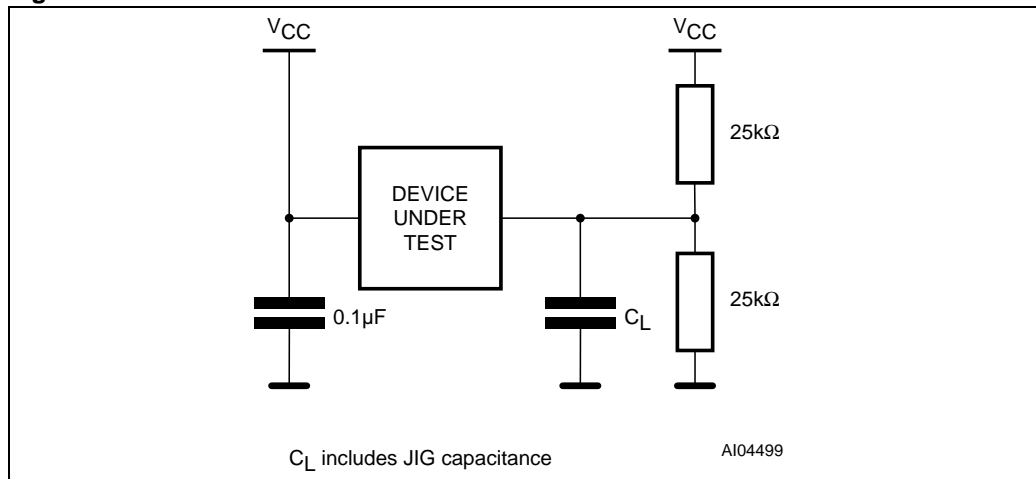 VCC
VCC
25kΩ
DEVICE
UNDER
TEST
0.1µF
CL
25kΩ
CL includes JIG capacitance
AI04499